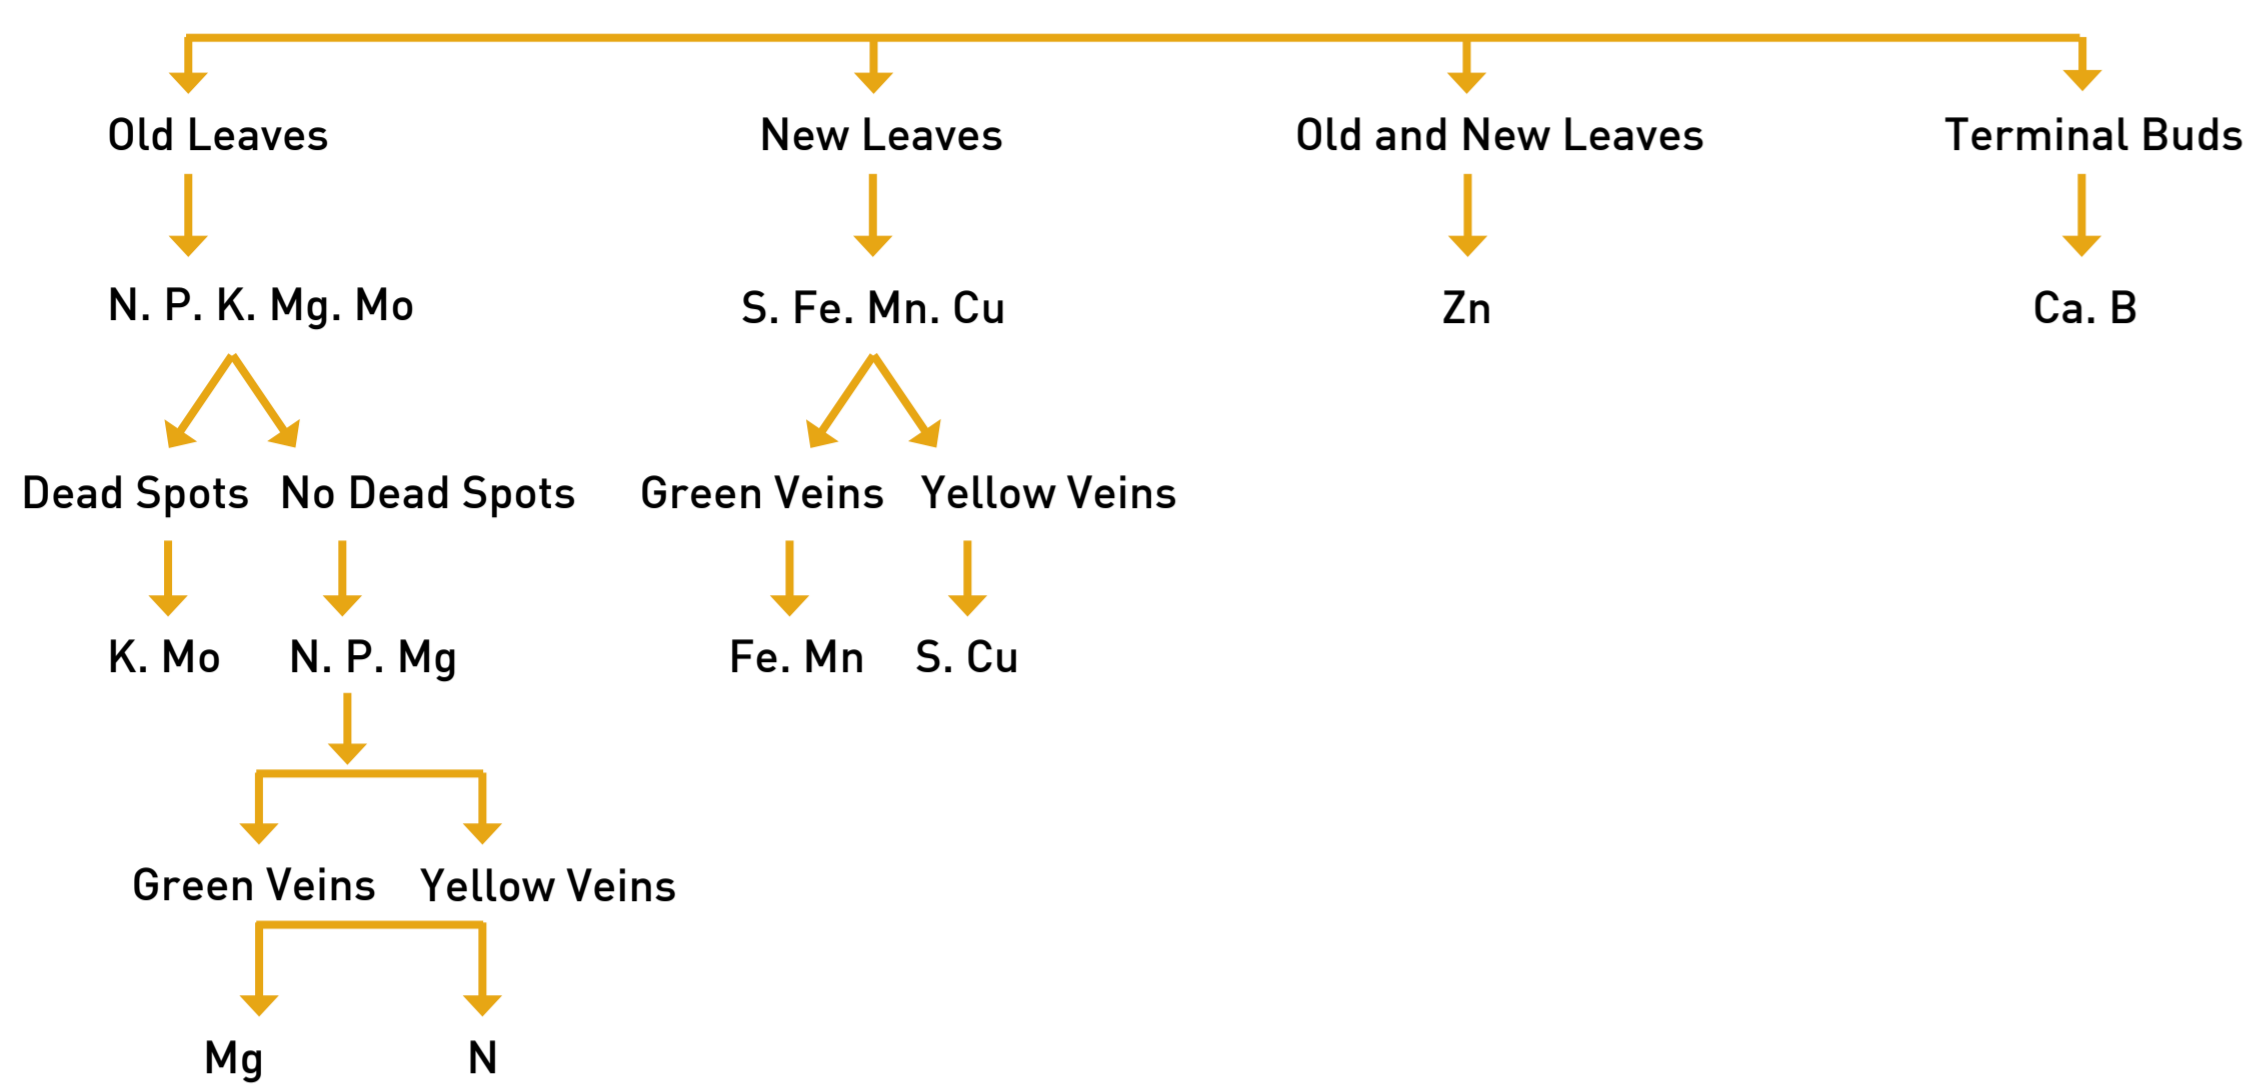 Old Leaves
New Leaves
Old and New Leaves
Terminal Buds
N. P. K. Mg. Mo
S. Fe. Mn. Cu
Zn
Ca. B
Dead Spots
No Dead Spots
Green Veins
Yellow Veins
K. Mo
N. P. Mg
Fe. Mn
S. Cu
Green Veins
Yellow Veins
Mg
N